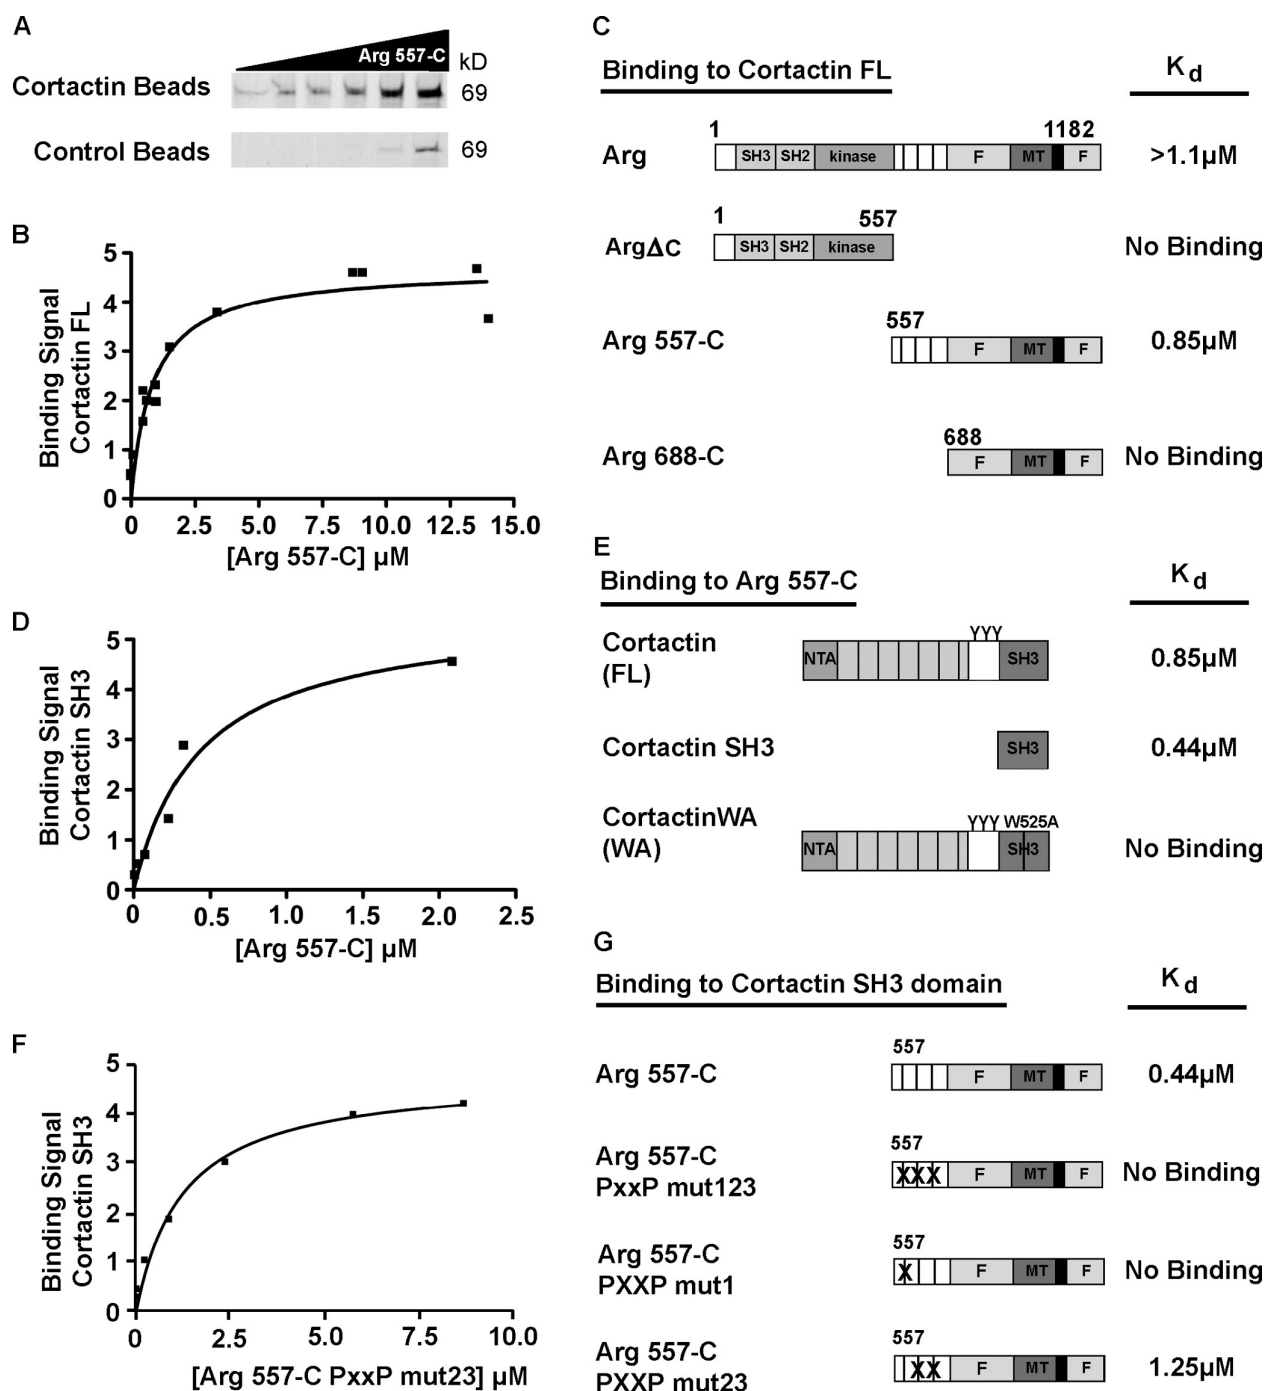 A
Arg 557-C
kD
Cortactin Beads
69
Control Beads
69
B
Binding Signal
Cortactin FL
5
4
3
2
1
0
0 2.5 5.0 7.5 10.0 12.5 15.0
[Arg 557-C] µM
C
Binding to Cortactin FL
Kd
1 1182
Arg
SH3 SH2 kinase F MT F
>1.1µM
1 557
Arg∆C
SH3 SH2 kinase
No Binding
557
Arg 557-C
F MT F
0.85µM
688
Arg 688-C
F MT F
No Binding
D
Binding Signal
Cortactin SH3
5
4
3
2
1
0
0 0.5 1.0 1.5 2.0 2.5
[Arg 557-C] µM
E
Binding to Arg 557-C
Kd
Cortactin
(FL)
YYY
NTA SH3
0.85µM
Cortactin SH3
SH3
0.44µM
CortactinWA
(WA)
YYY W525A
NTA SH3
No Binding
F
Binding Signal
Cortactin SH3
5
4
3
2
1
0
0 2.5 5.0 7.5 10.0
[Arg 557-C PxxP mut23] µM
G
Binding to Cortactin SH3 domain
Kd
557
Arg 557-C
F MT F
0.44µM
557
Arg 557-C
PxxP mut123
X X X F MT F
No Binding
557
Arg 557-C
PXXP mut1
X F MT F
No Binding
557
Arg 557-C
PXXP mut23
X X F MT F
1.25µM